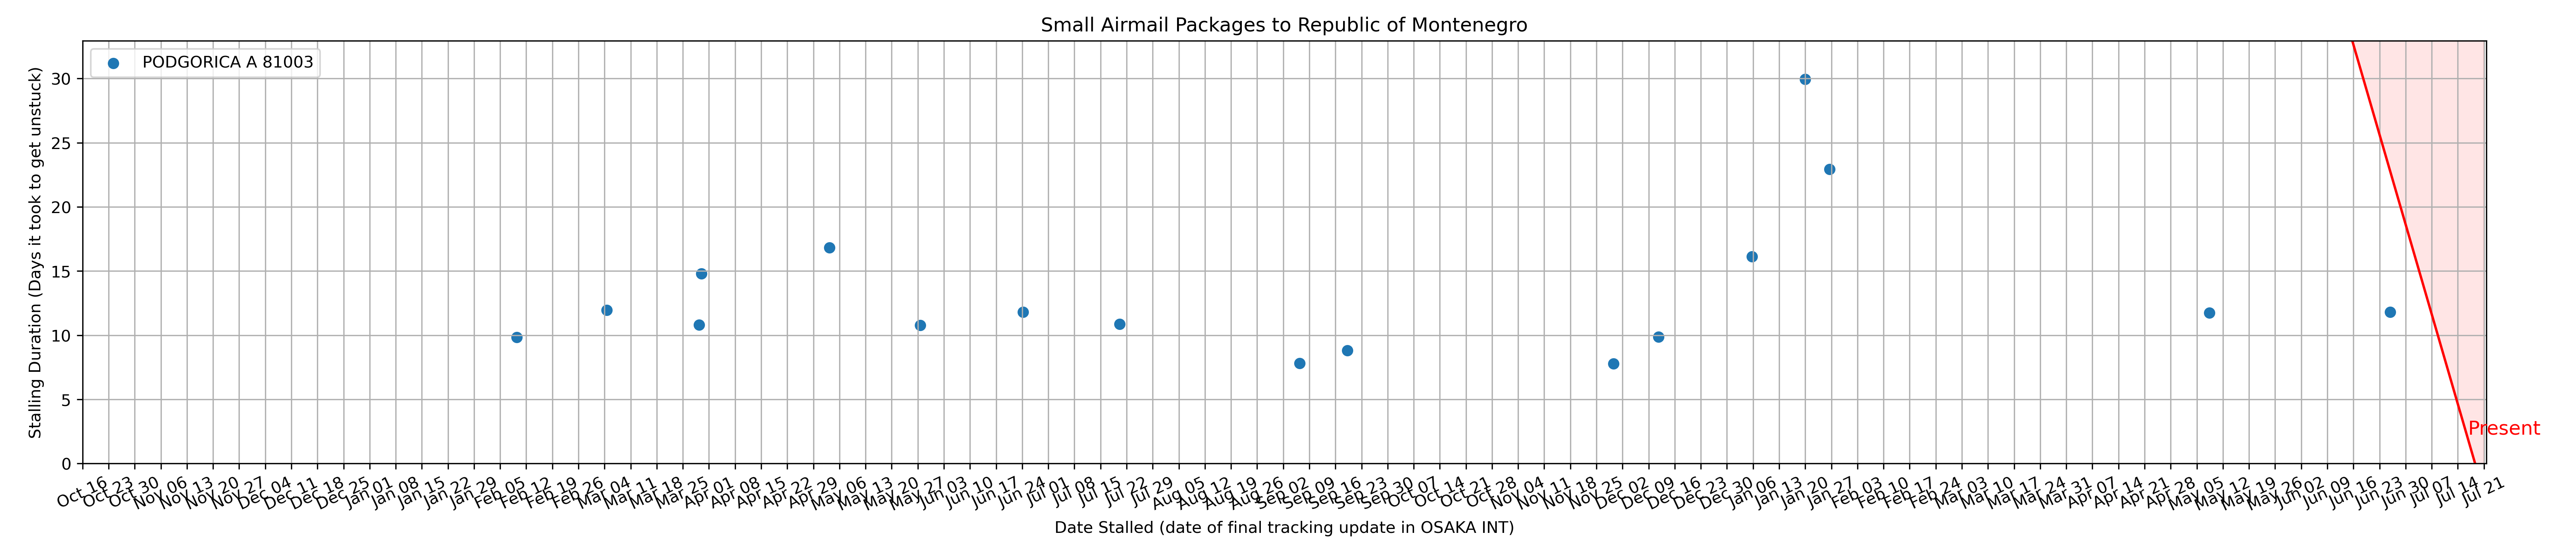 Small Airmail Packages to Republic of Montenegro
PODGORICA A 81003
Stalling Duration (Days it took to get unstuck)
30
25
20
15
10
5
0
Present
Oct 16
Oct 23
Oct 30
Nov 06
Nov 13
Nov 20
Nov 27
Dec 04
Dec 11
Dec 18
Dec 25
Jan 01
Jan 08
Jan 15
Jan 22
Jan 29
Feb 05
Feb 12
Feb 19
Feb 26
Mar 04
Mar 11
Mar 18
Mar 25
Apr 01
Apr 08
Apr 15
Apr 22
Apr 29
May 06
May 13
May 20
May 27
Jun 03
Jun 10
Jun 17
Jun 24
Jul 01
Jul 08
Jul 15
Jul 22
Jul 29
Aug 05
Aug 12
Aug 19
Aug 26
Sep 02
Sep 09
Sep 16
Sep 23
Sep 30
Oct 07
Oct 14
Oct 21
Oct 28
Nov 04
Nov 11
Nov 18
Nov 25
Dec 02
Dec 09
Dec 16
Dec 23
Dec 30
Jan 06
Jan 13
Jan 20
Jan 27
Feb 03
Feb 10
Feb 17
Feb 24
Mar 03
Mar 10
Mar 17
Mar 24
Mar 31
Apr 07
Apr 14
Apr 21
Apr 28
May 05
May 12
May 19
May 26
Jun 02
Jun 09
Jun 16
Jun 23
Jun 30
Jul 07
Jul 14
Jul 21
Date Stalled (date of final tracking update in OSAKA INT)